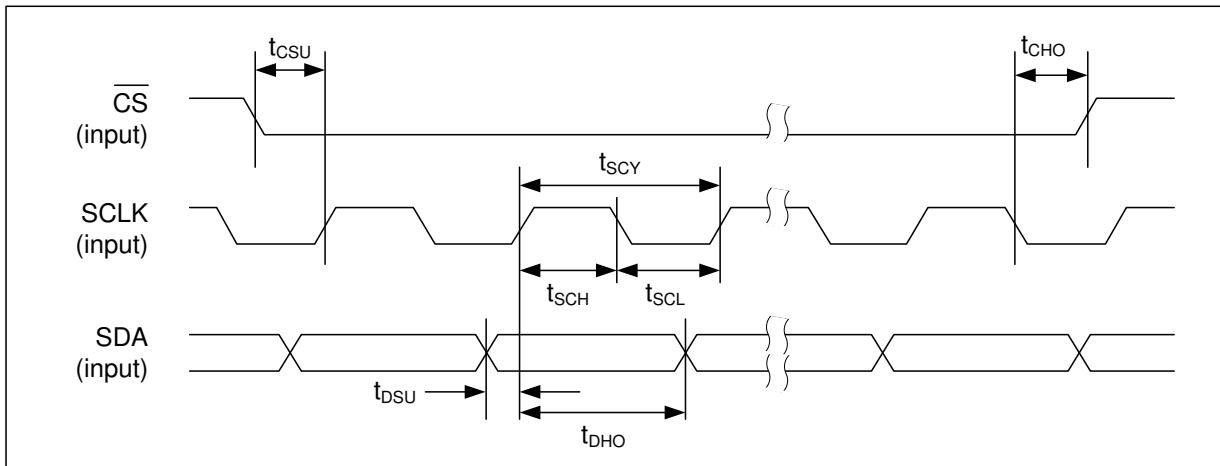 tCSU
tCHO
CS
(input)
tSCY
SCLK
(input)
tSCH
tSCL
SDA
(input)
tDSU
tDHO